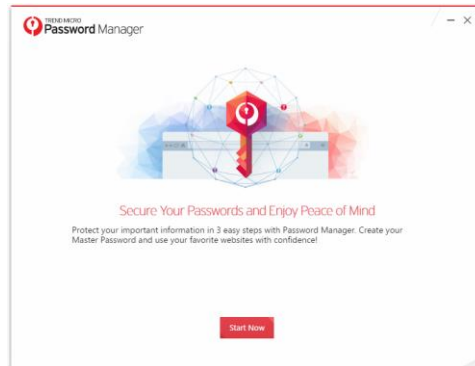 TREND MICRO
Password Manager
Secure Your Passwords and Enjoy Peace of Mind
Protect your important information in 3 easy steps with Password Manager. Create your
Master Password and use your favorite websites with confidence!
Start Now